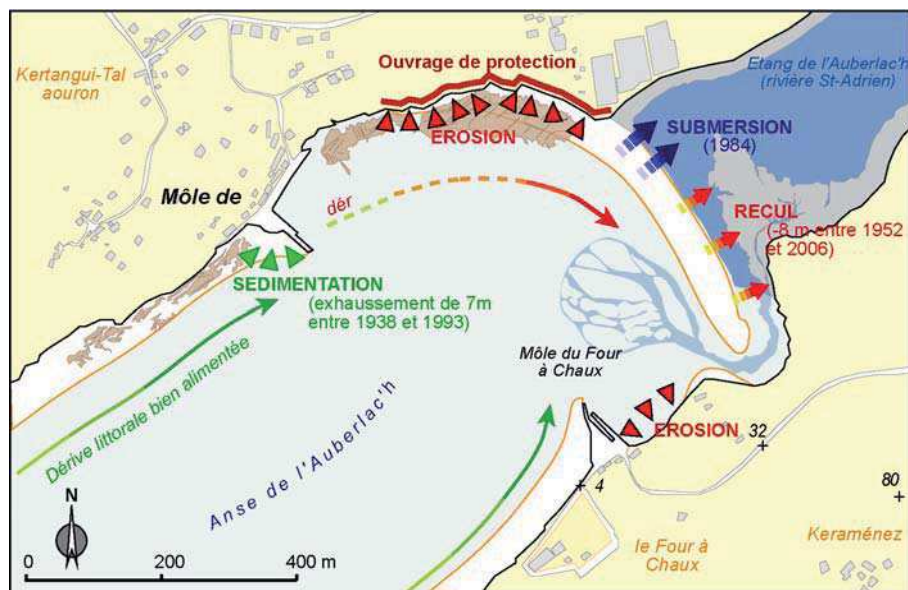 Kertangui-Tal
aouron
Ouvrage de protection
Etang de l'Auberlac'h
(rivière St-Adrien)
EROSION
SUBMERSION
(1984)
Môle de
dér
RECUL
(-8 m entre 1952
et 2006)
SEDIMENTATION
(exhaussement de 7m
entre 1938 et 1993)
Môle du Four
à Chaux
Dérive littorale bien alimentée
Anse de l'Auberlac'h
EROSION
32
4
80
N
0 200 400 m
le Four à
Chaux
Keraménez